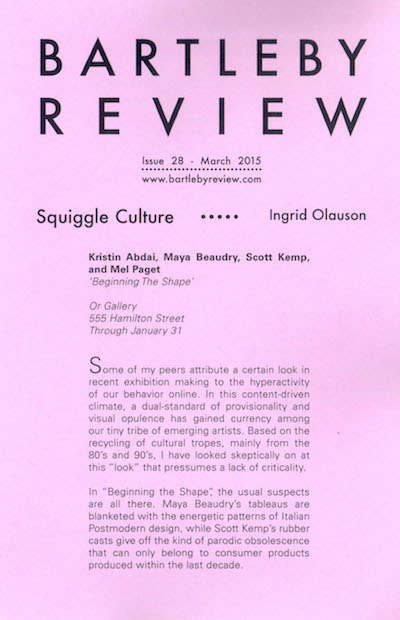 BARTLEBY
REVIEW
Issue 28 - March 2015
www.bartlebyreview.com
Squiggle Culture ••••• Ingrid Olauson
Kristin Abdai, Maya Beaudry, Scott Kemp,
and Mel Paget
'Beginning The Shape'
Or Gallery
555 Hamilton Street
Through January 31
Some of my peers attribute a certain look in
recent exhibition making to the hyperactivity
of our behavior online. In this content-driven
climate, a dual-standard of provisionality and
visual opulence has gained currency among
our tiny tribe of emerging artists. Based on the
recycling of cultural tropes, mainly from the
80's and 90's, I have looked skeptically on at
this "look" that pressumes a lack of criticality.
In "Beginning the Shape", the usual suspects
are all there. Maya Beaudry's tableaus are
blanketed with the energetic patterns of Italian
Postmodern design, while Scott Kemp's rubber
casts give off the kind of parodic obsolescence
that can only belong to consumer products
produced within the last decade.